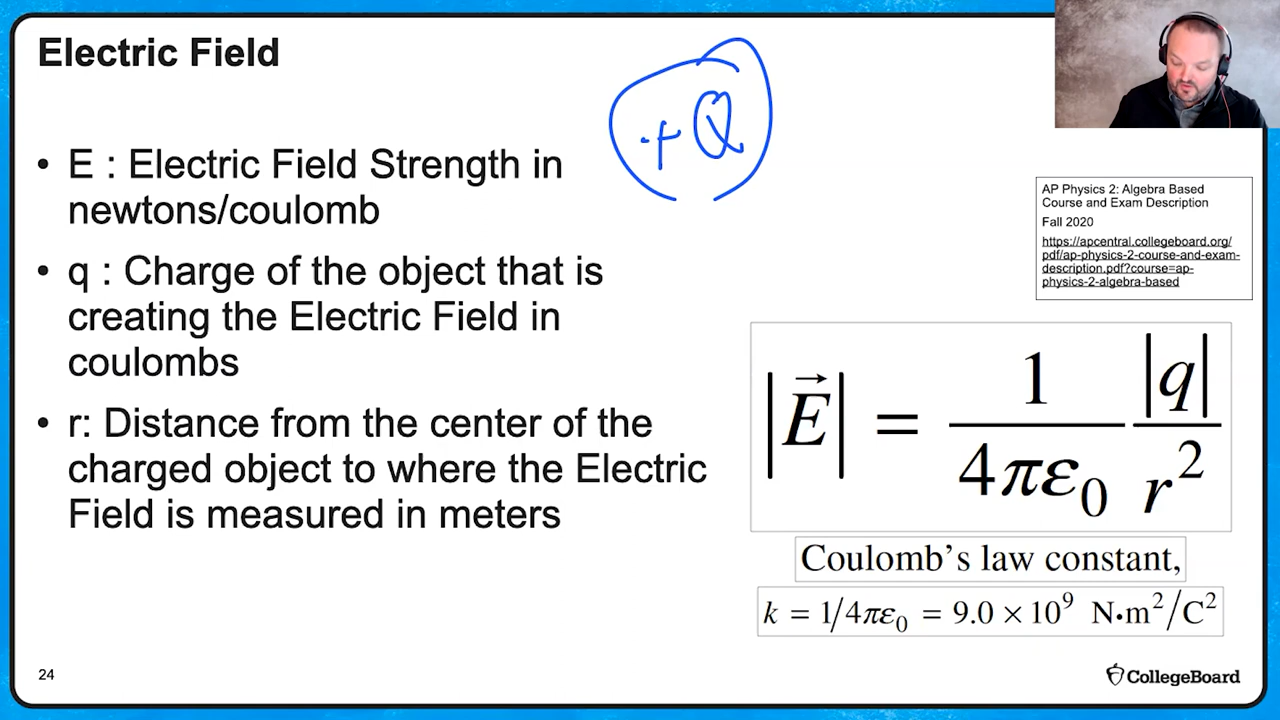 Electric Field
+Q
• E : Electric Field Strength in
newtons/coulomb
• q : Charge of the object that is
creating the Electric Field in
coulombs
• r: Distance from the center of the
charged object to where the Electric
Field is measured in meters
AP Physics 2: Algebra Based
Course and Exam Description
Fall 2020
https://apcentral.collegeboard.org/
pdf/ap-physics-2-course-and-exam-
description.pdf?course=ap-
physics-2-algebra-based
|E⃗| = 1/4πε₀ |q|/r²
Coulomb’s law constant,
k = 1/4πε₀ = 9.0 × 10⁹ N•m²/C²
24
CollegeBoard